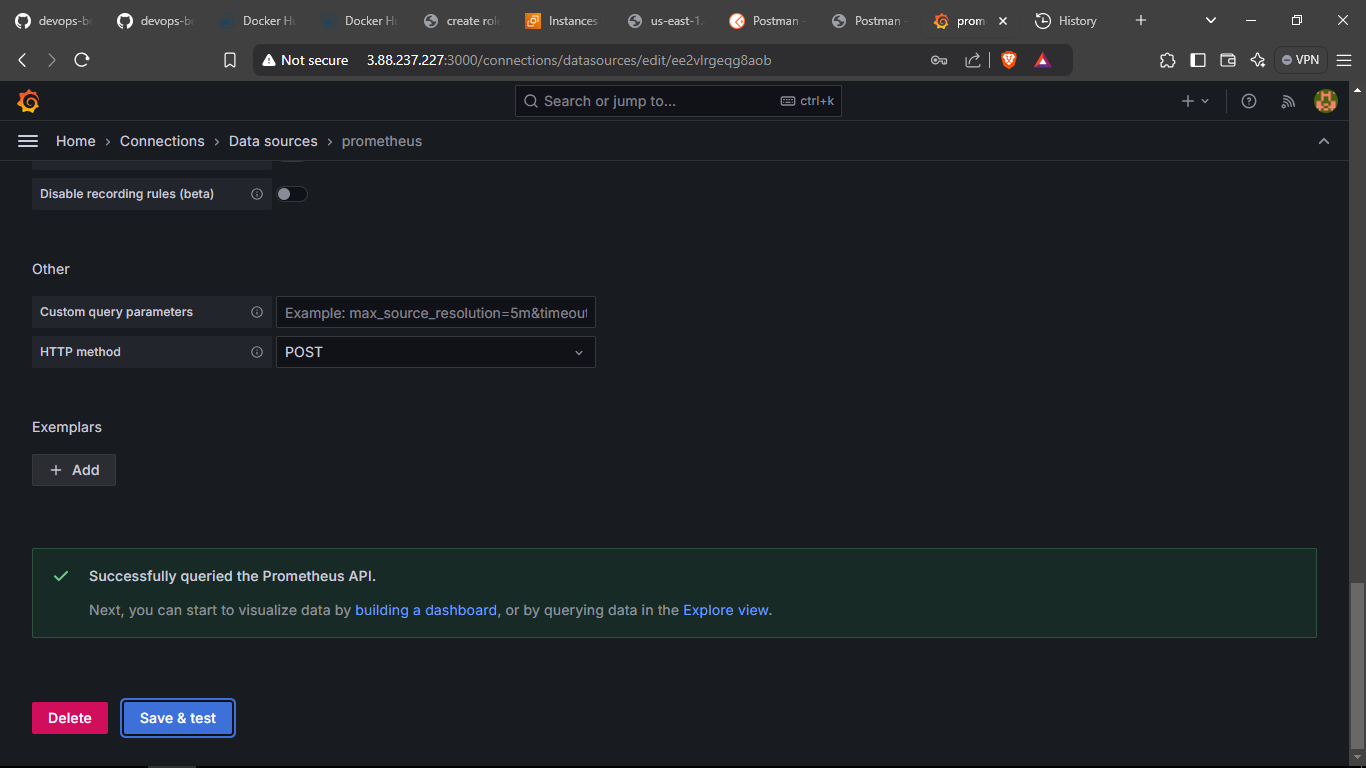 devops-b
devops-b
Docker H
Docker H
create rol
Instances
us-east-1.
Postman
Postman
prom
History
Not secure 3.88.237.227:3000/connections/datasources/edit/ee2vlrgeqg8aob
VPN
Search or jump to... ctrl+k
Home › Connections › Data sources › prometheus
Disable recording rules (beta)
Other
Custom query parameters
Example: max_source_resolution=5m&timeout
HTTP method
POST
Exemplars
+ Add
Successfully queried the Prometheus API.
Next, you can start to visualize data by building a dashboard, or by querying data in the Explore view.
Delete
Save & test